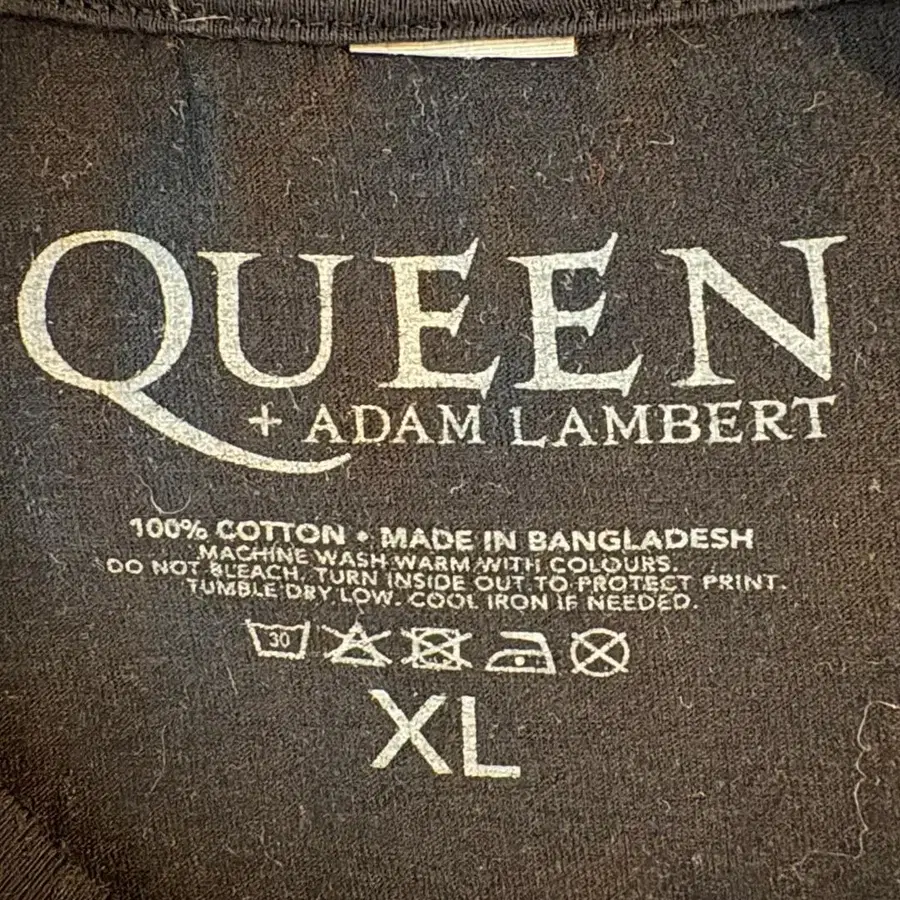 QUEEN
+ ADAM LAMBERT
100% COTTON • MADE IN BANGLADESH
MACHINE WASH WARM WITH COLOURS.
DO NOT BLEACH, TURN INSIDE OUT TO PROTECT PRINT.
TUMBLE DRY LOW. COOL IRON IF NEEDED.
30
XL